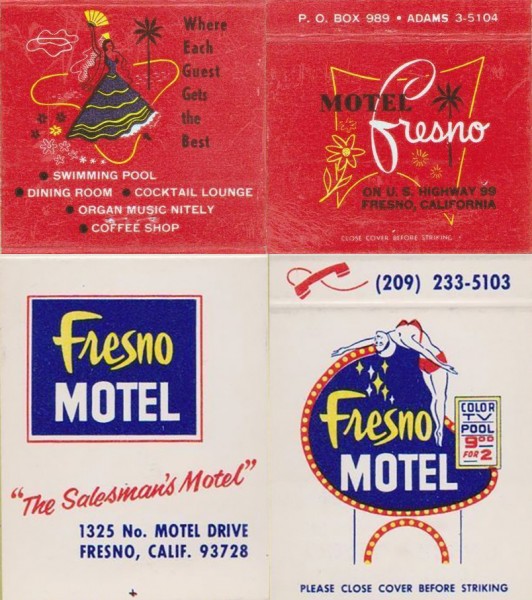 Where
Each
Guest
Gets
the
Best
SWIMMING POOL
DINING ROOM • COCKTAIL LOUNGE
ORGAN MUSIC NITELY
COFFEE SHOP
P. O. BOX 989 • ADAMS 3-5104
MOTEL
Fresno
ON U. S. HIGHWAY 99
FRESNO, CALIFORNIA
CLOSE COVER BEFORE STRIKING
Fresno
MOTEL
"The Salesman's Motel"
1325 No. MOTEL DRIVE
FRESNO, CALIF. 93728
(209) 233-5103
Fresno
MOTEL
COLOR
TV
POOL
900
FOR 2
PLEASE CLOSE COVER BEFORE STRIKING